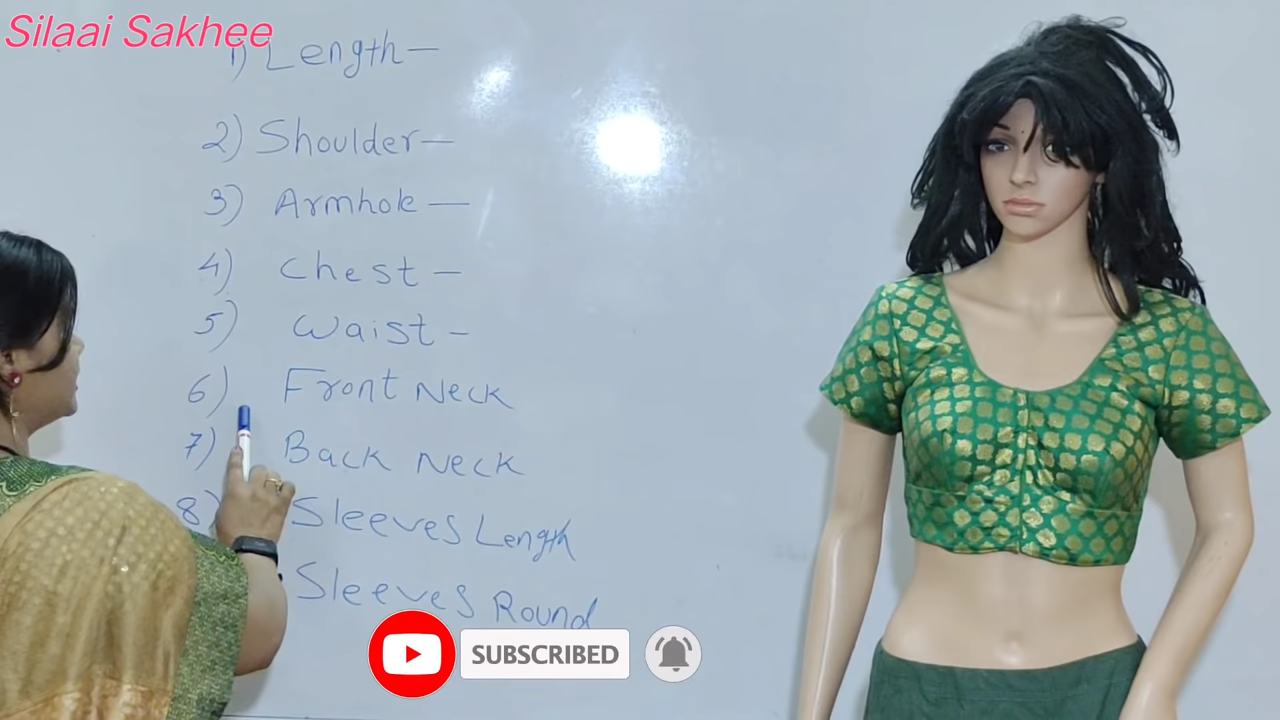 Silaai Sakhee
1) Length —
2) Shoulder —
3) Armhole —
4) Chest —
5) Waist —
6) Front Neck
7) Back Neck
8) Sleeves Length
Sleeves Round
SUBSCRIBED